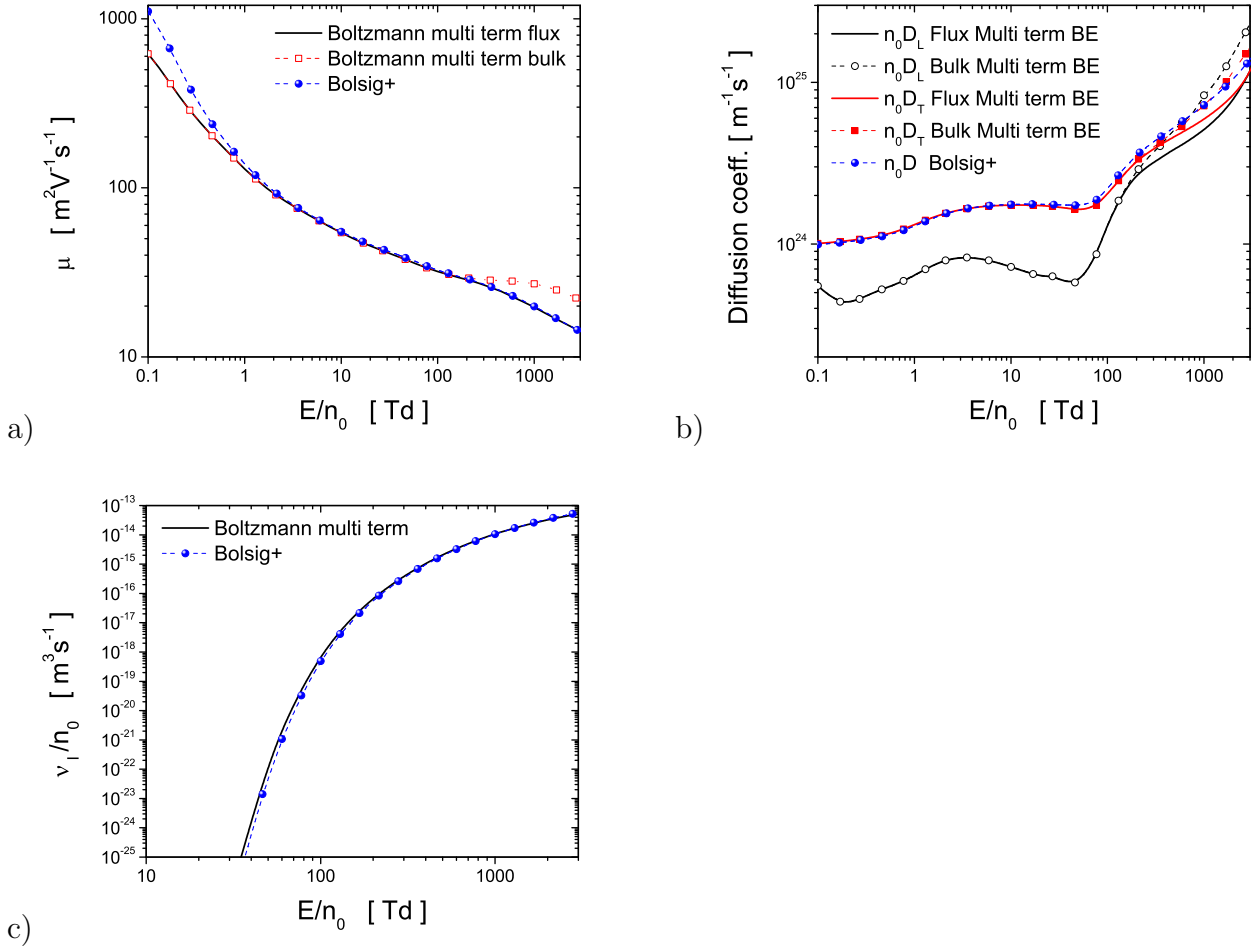 1000
100
10
μ [ m²V⁻¹s⁻¹ ]
Boltzmann multi term flux
Boltzmann multi term bulk
Bolsig+
0.1 1 10 100 1000
E/n₀ [ Td ]
a)
10²⁵
10²⁴
Diffusion coeff. [ m⁻¹s⁻¹ ]
n₀D_L Flux Multi term BE
n₀D_L Bulk Multi term BE
n₀D_T Flux Multi term BE
n₀D_T Bulk Multi term BE
n₀D Bolsig+
0.1 1 10 100 1000
E/n₀ [ Td ]
b)
10⁻¹³
10⁻¹⁴
10⁻¹⁵
10⁻¹⁶
10⁻¹⁷
10⁻¹⁸
10⁻¹⁹
10⁻²⁰
10⁻²¹
10⁻²²
10⁻²³
10⁻²⁴
10⁻²⁵
ν_I/n₀ [ m³s⁻¹ ]
Boltzmann multi term
Bolsig+
10 100 1000
E/n₀ [ Td ]
c)